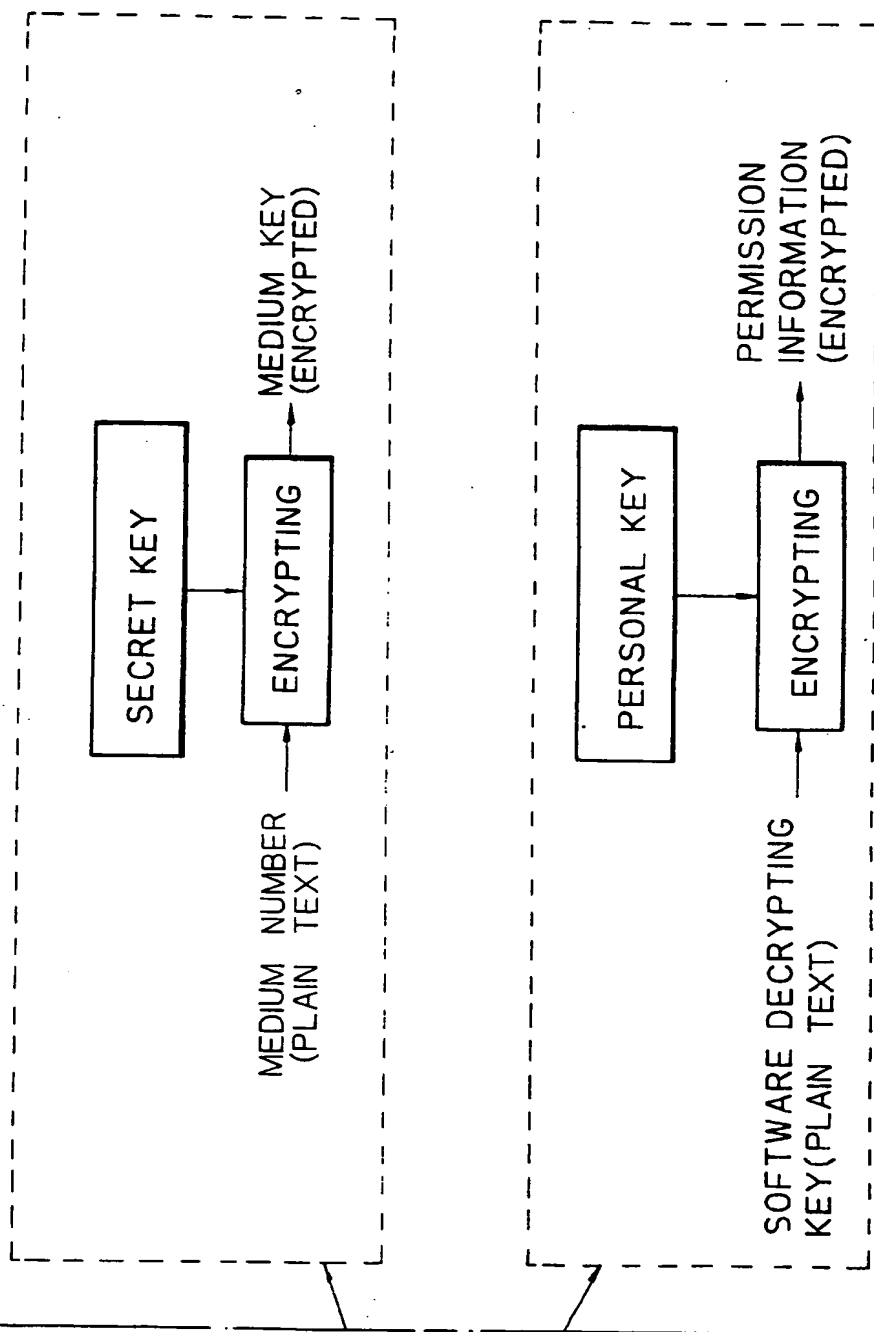 SECRET KEY
MEDIUM NUMBER
(PLAIN TEXT)
ENCRYPTING
MEDIUM KEY
(ENCRYPTED)
PERSONAL KEY
SOFTWARE DECRYPTING
KEY(PLAIN TEXT)
ENCRYPTING
PERMISSION
INFORMATION
(ENCRYPTED)